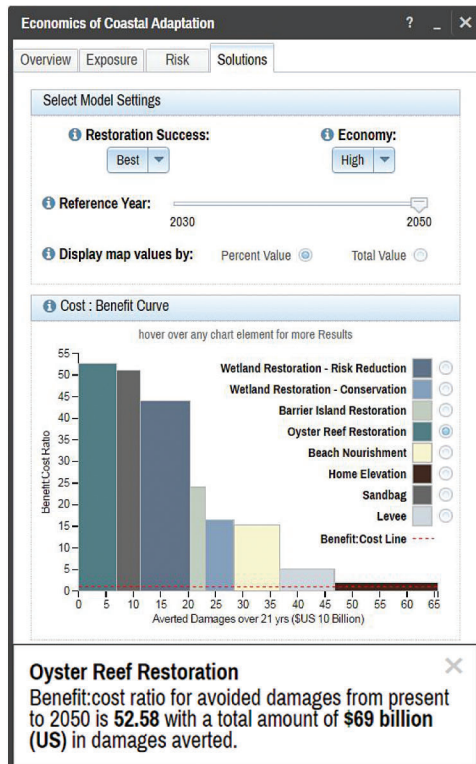 Economics of Coastal Adaptation ? _ ×
Overview Exposure Risk Solutions
Select Model Settings
i Restoration Success: i Economy:
Best High
i Reference Year:
2030 2050
i Display map values by: Percent Value Total Value
i Cost : Benefit Curve
hover over any chart element for more Results
55
50
45
40
35
30
25
20
15
10
5
0
Benefit:Cost Ratio
Wetland Restoration - Risk Reduction
Wetland Restoration - Conservation
Barrier Island Restoration
Oyster Reef Restoration
Beach Nourishment
Home Elevation
Sandbag
Levee
Benefit:Cost Line
0 5 10 15 20 25 30 35 40 45 50 55 60 65
Averted Damages over 21 yrs ($US 10 Billion)
Oyster Reef Restoration ×
Benefit:cost ratio for avoided damages from present
to 2050 is 52.58 with a total amount of $69 billion
(US) in damages averted.